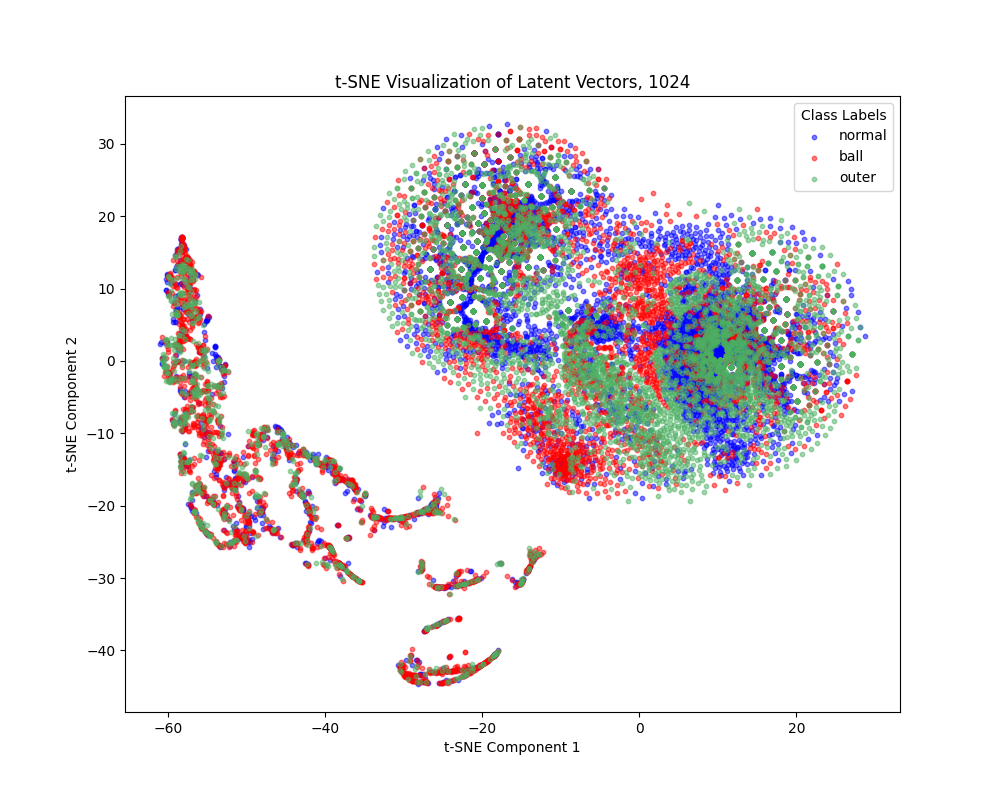 t-SNE Visualization of Latent Vectors, 1024
Class Labels
normal
ball
outer
t-SNE Component 2
30
20
10
0
−10
−20
−30
−40
−60
−40
−20
0
20
t-SNE Component 1